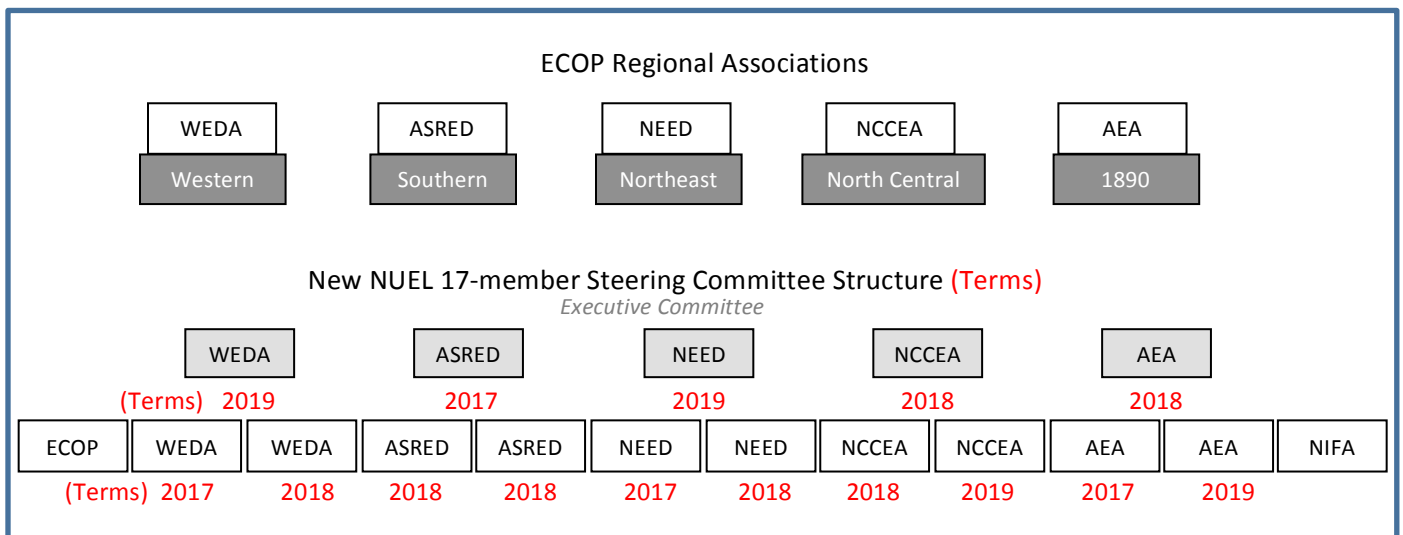 ECOP Regional Associations
WEDA ASRED NEED NCCEA AEA
Western Southern Northeast North Central 1890
New NUEL 17-member Steering Committee Structure (Terms)
Executive Committee
WEDA ASRED NEED NCCEA AEA
(Terms) 2019 2017 2019 2018 2018
ECOP WEDA WEDA ASRED ASRED NEED NEED NCCEA NCCEA AEA AEA NIFA
(Terms) 2017 2018 2018 2018 2017 2018 2018 2019 2017 2019